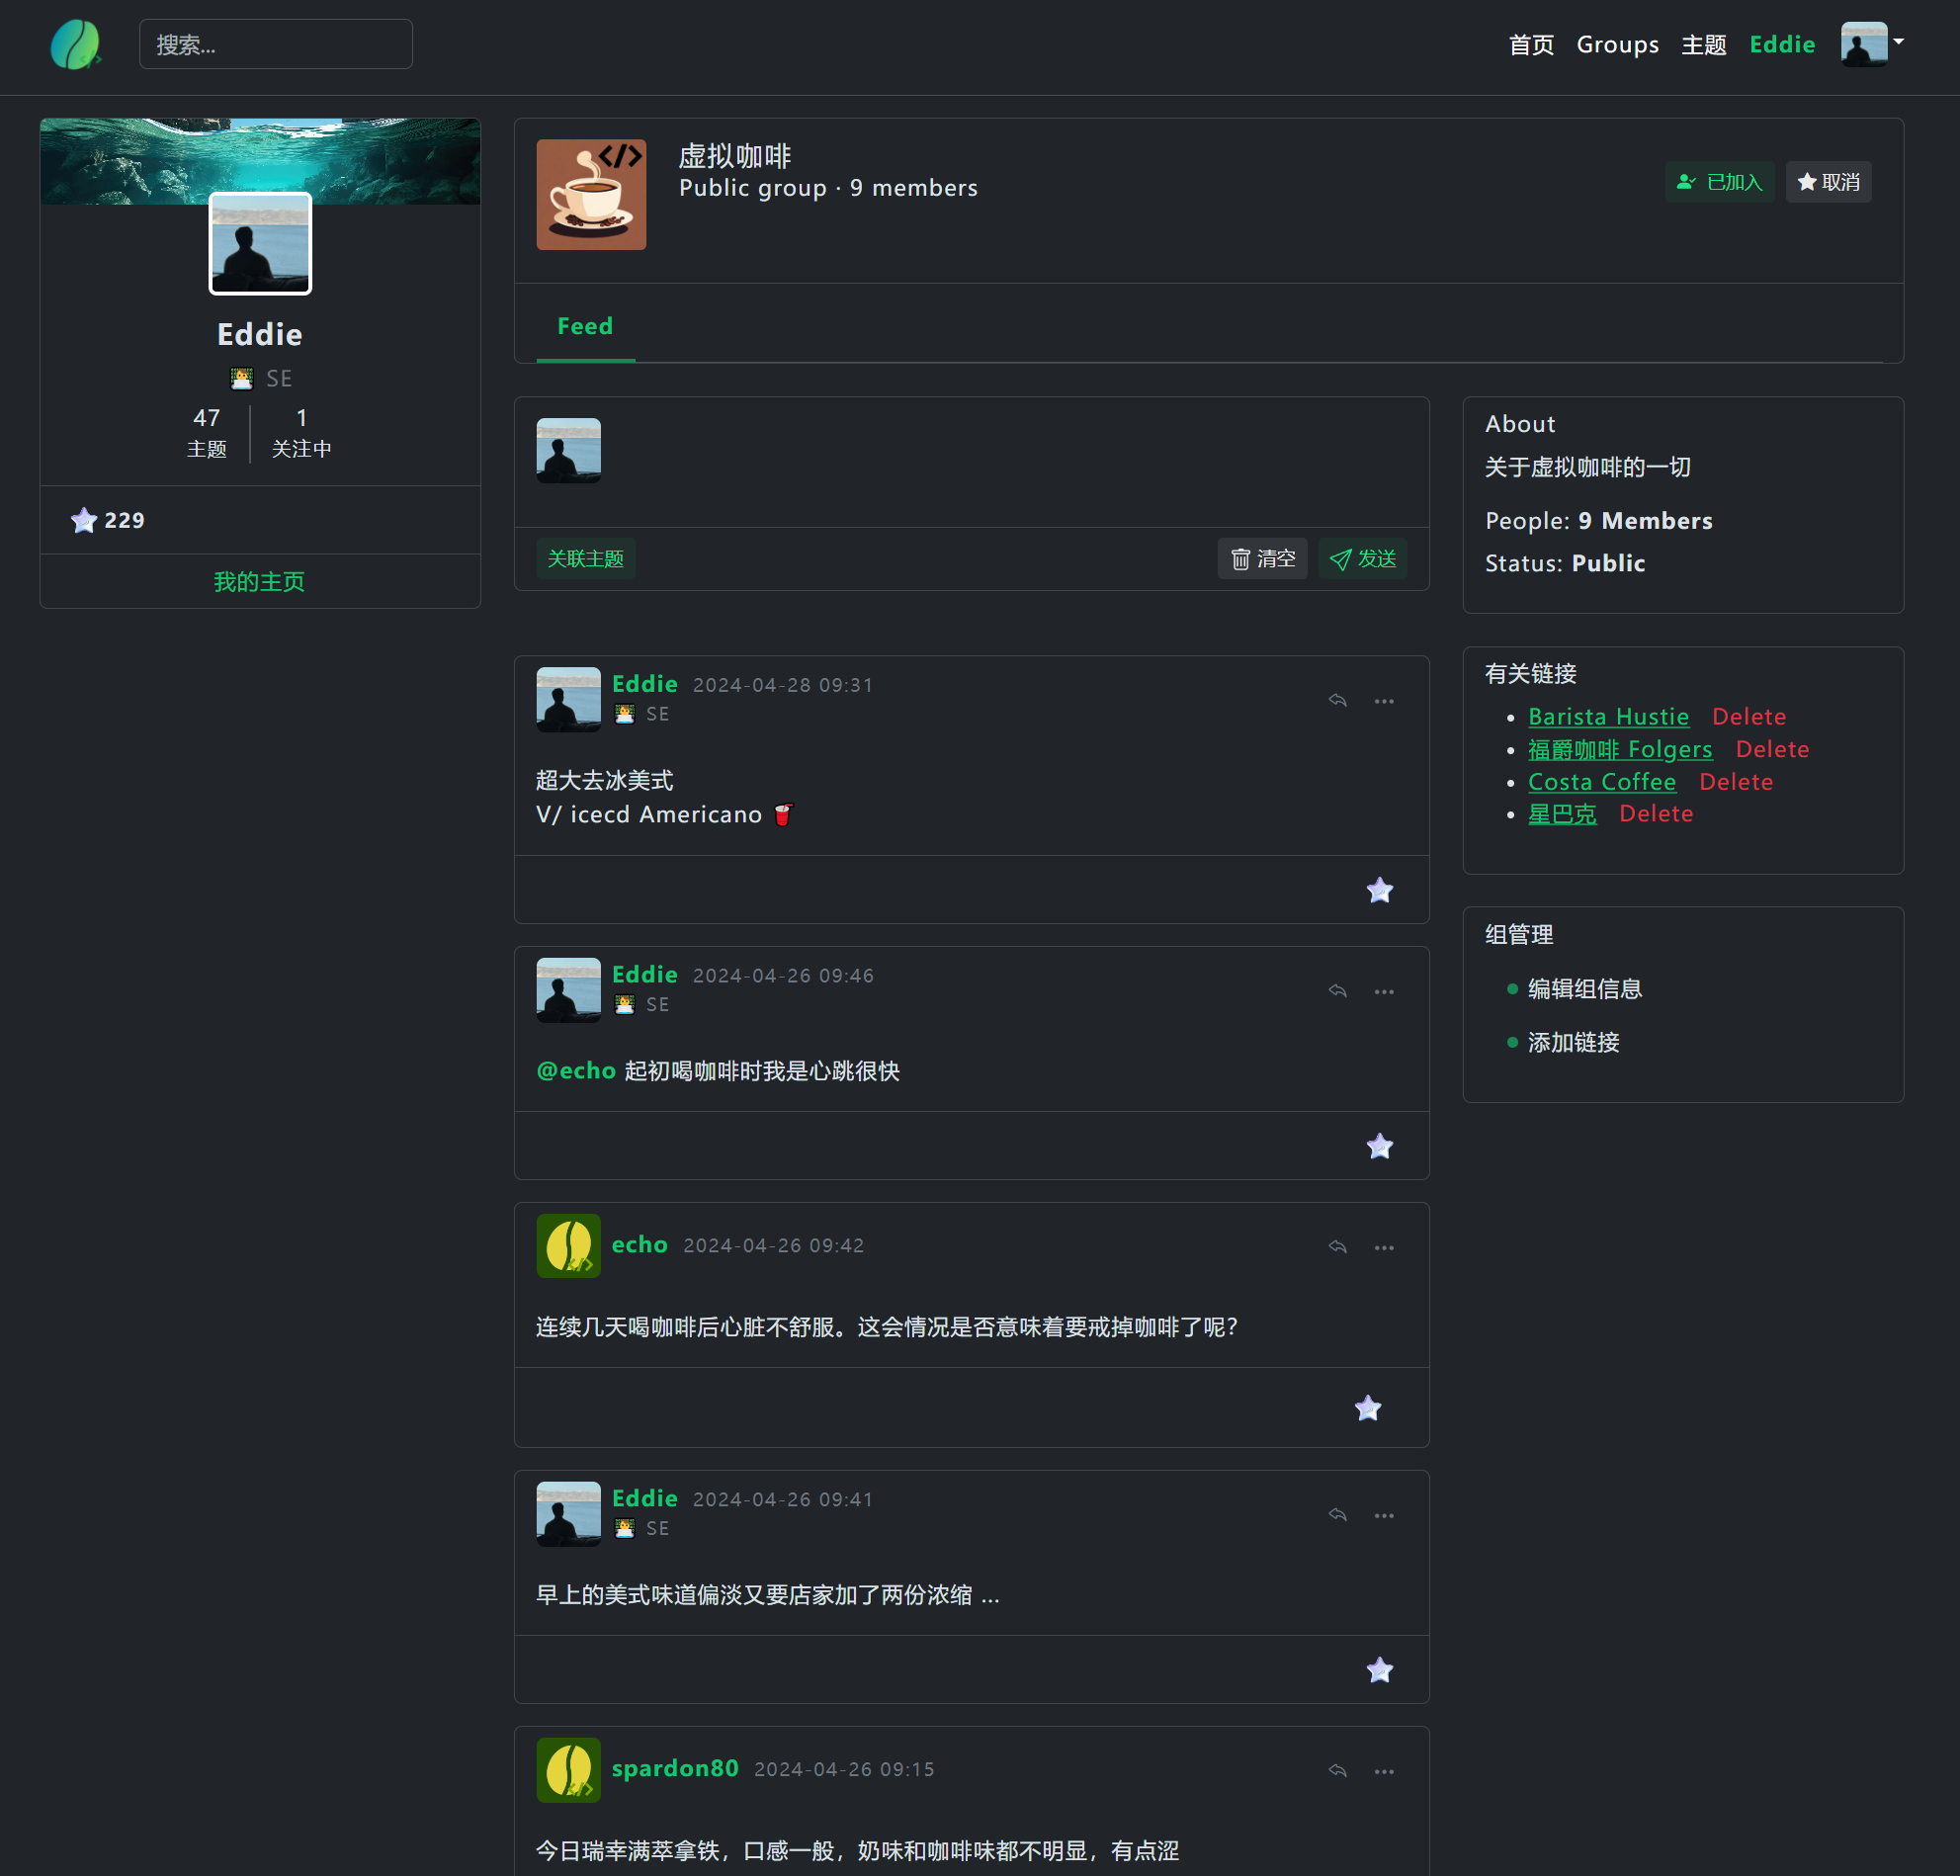 搜索...
首页 Groups 主题 Eddie
Eddie
SE
47 1
主题 关注中
229
我的主页
</>
虚拟咖啡
Public group · 9 members
已加入 取消
Feed
关联主题 清空 发送
Eddie 2024-04-28 09:31
SE
超大去冰美式
V/ icecd Americano
Eddie 2024-04-26 09:46
SE
@echo 起初喝咖啡时我是心跳很快
echo 2024-04-26 09:42
连续几天喝咖啡后心脏不舒服。这会情况是否意味着要戒掉咖啡了呢？
Eddie 2024-04-26 09:41
SE
早上的美式味道偏淡又要店家加了两份浓缩 ...
spardon80 2024-04-26 09:15
今日瑞幸满萃拿铁，口感一般，奶味和咖啡味都不明显，有点涩
About
关于虚拟咖啡的一切
People: 9 Members
Status: Public
有关链接
Barista Hustie Delete
福爵咖啡 Folgers Delete
Costa Coffee Delete
星巴克 Delete
组管理
编辑组信息
添加链接